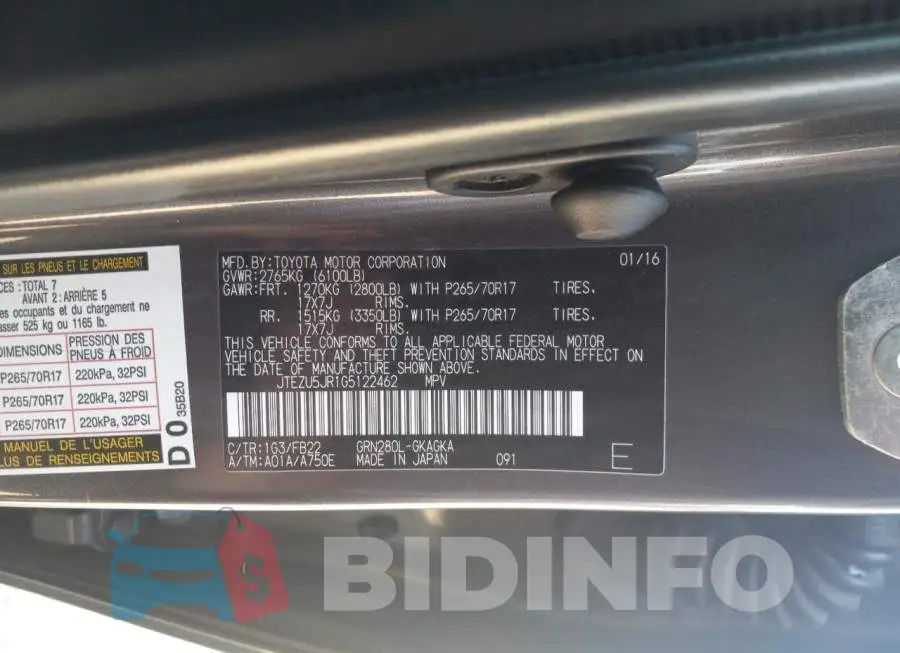 SUR LES PNEUS ET LE CHARGEMENT
CES : TOTAL 7
AVANT 2 : ARRIÈRE 5
es occupants et du chargement ne
asser 525 kg ou 1165 lb.
DIMENSIONS
PRESSION DES
PNEUS À FROID
P265/70R17 220kPa, 32PSI
P265/70R17 220kPa, 32PSI
P265/70R17 220kPa, 32PSI
MANUEL DE L'USAGER
PLUS DE RENSEIGNEMENTS
D 0 35B20
MFD.BY:TOYOTA MOTOR CORPORATION 01/16
GVWR:2765KG (6100LB)
GAWR:FRT. 1270KG (2800LB) WITH P265/70R17 TIRES.
17X7J RIMS.
RR. 1515KG (3350LB) WITH P265/70R17 TIRES.
17X7J RIMS.
THIS VEHICLE CONFORMS TO ALL APPLICABLE FEDERAL MOTOR
VEHICLE SAFETY AND THEFT PREVENTION STANDARDS IN EFFECT ON
THE DATE OF MANUFACTURE SHOWN ABOVE.
JTEZU5JR1G5122462 MPV
C/TR:1G3/FB22 GRN280L-GKAGKA
A/TM:A01A/A750E MADE IN JAPAN 091 E
BIDINFO